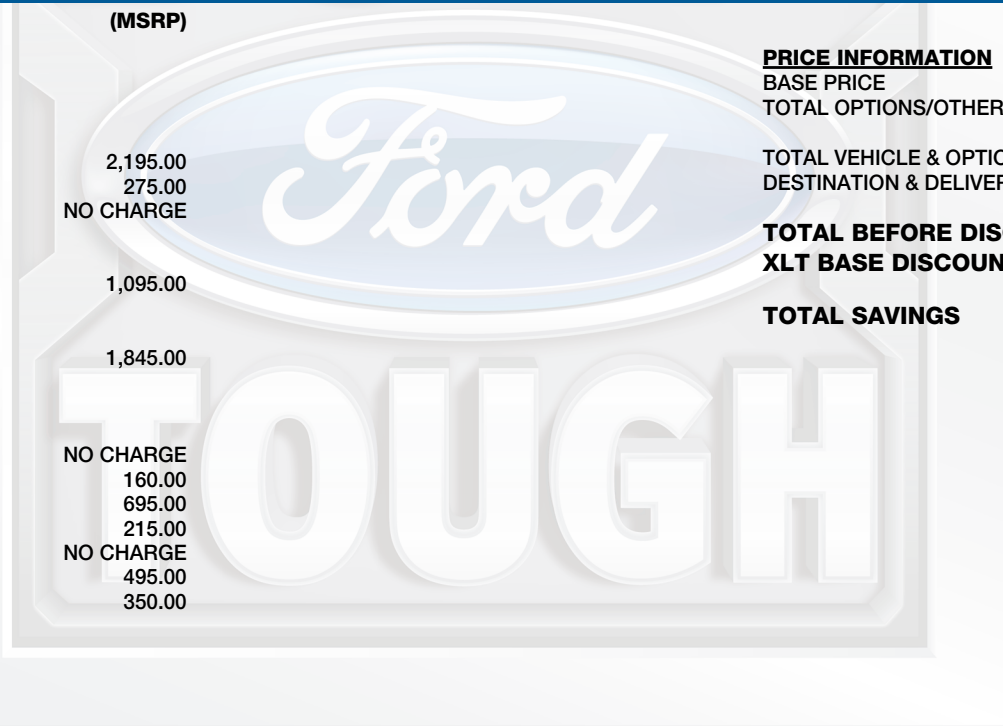 (MSRP)
2,195.00
275.00
NO CHARGE
1,095.00
1,845.00
NO CHARGE
160.00
695.00
215.00
NO CHARGE
495.00
350.00
PRICE INFORMATION
BASE PRICE
TOTAL OPTIONS/OTHER
TOTAL VEHICLE & OPTIO
DESTINATION & DELIVER
TOTAL BEFORE DISC
XLT BASE DISCOUN
TOTAL SAVINGS
Ford
TOUGH